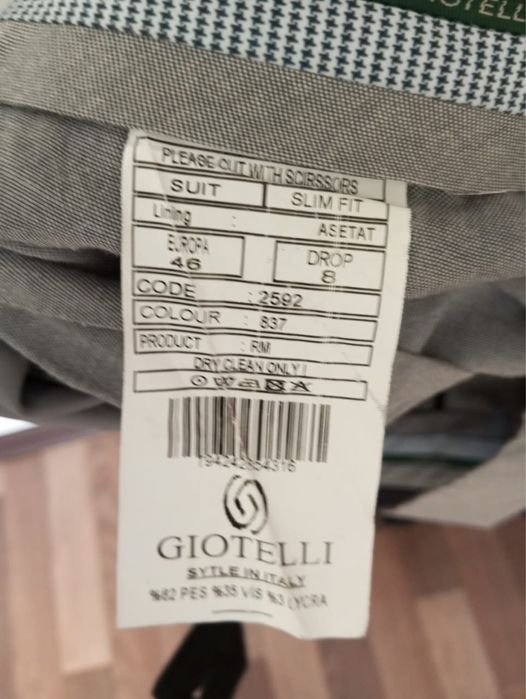 PLEASE CUT WITH SCIRSSORS
SUIT SLIM FIT
Lining : ASETAT
EUROPA 46 DROP 8
CODE : 2592
COLOUR : 837
PRODUCT : RM
DRY CLEAN ONLY !
GIOTELLI
SYTLE IN ITALY
%62 PES %35 VIS %3 LYCRA